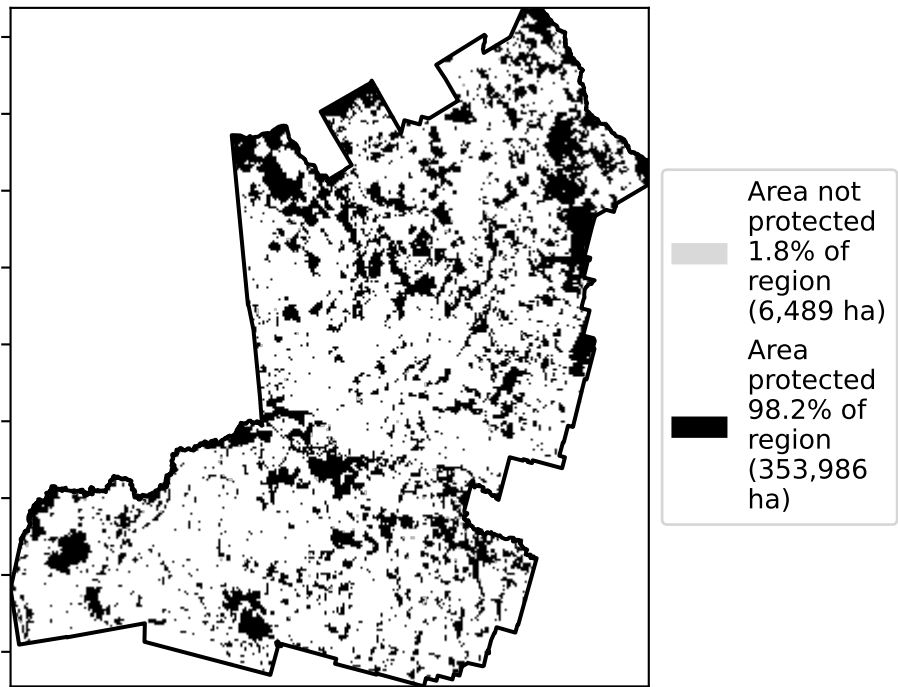 Area not
protected
1.8% of
region
(6,489 ha)
Area
protected
98.2% of
region
(353,986
ha)